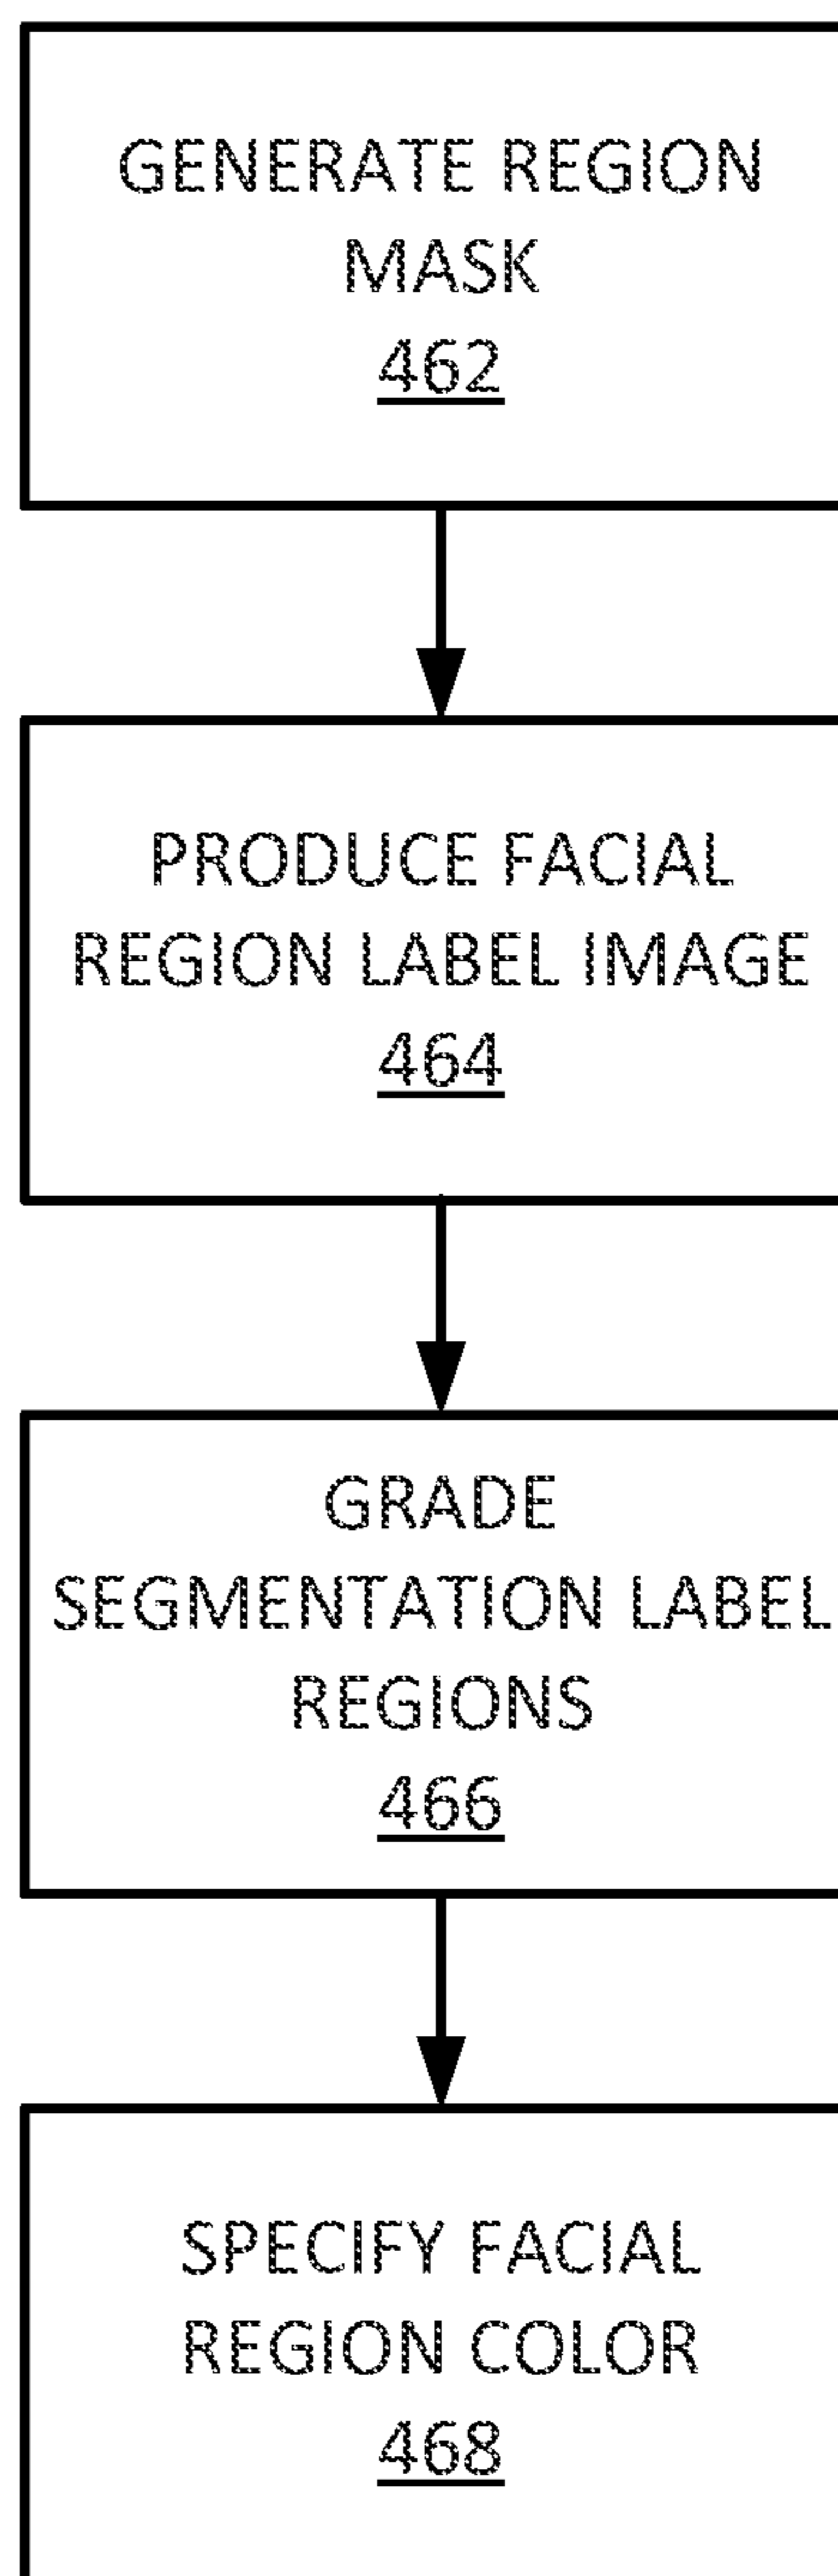 GENERATE REGION
MASK
462
PRODUCE FACIAL
REGION LABEL IMAGE
464
GRADE
SEGMENTATION LABEL
REGIONS
466
SPECIFY FACIAL
REGION COLOR
468